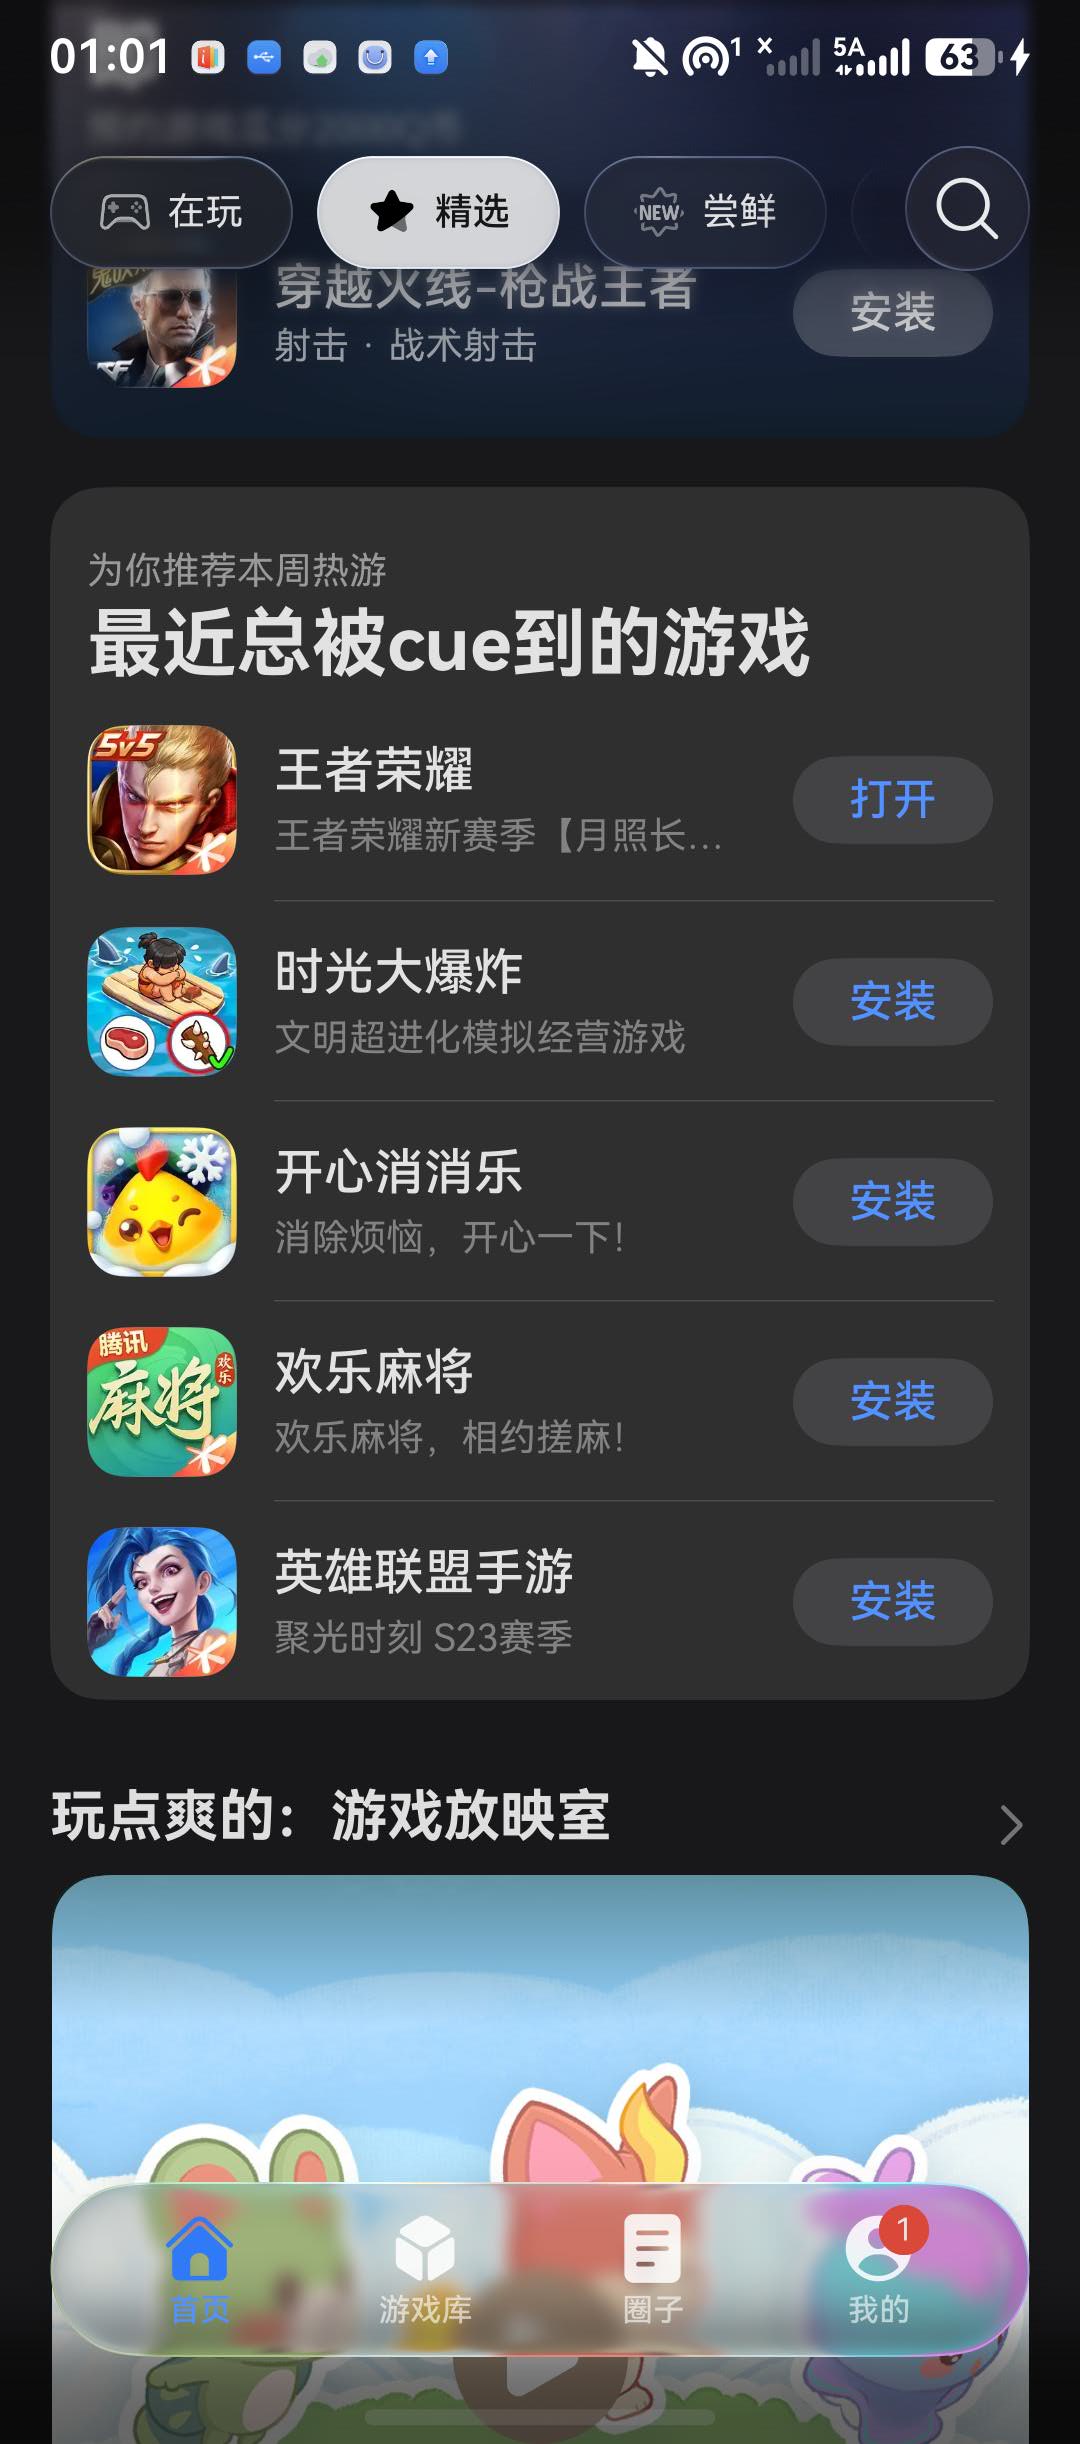 01:01
1
5A
63
在玩
精选
NEW
尝鲜
穿越火线-枪战王者
射击 · 战术射击
安装
为你推荐本周热游
最近总被cue到的游戏
5v5
王者荣耀
王者荣耀新赛季【月照长...
打开
时光大爆炸
文明超进化模拟经营游戏
安装
开心消消乐
消除烦恼，开心一下！
安装
腾讯
欢乐
麻将
欢乐麻将
欢乐麻将，相约搓麻！
安装
英雄联盟手游
聚光时刻 S23赛季
安装
玩点爽的：游戏放映室
首页
游戏库
圈子
1
我的